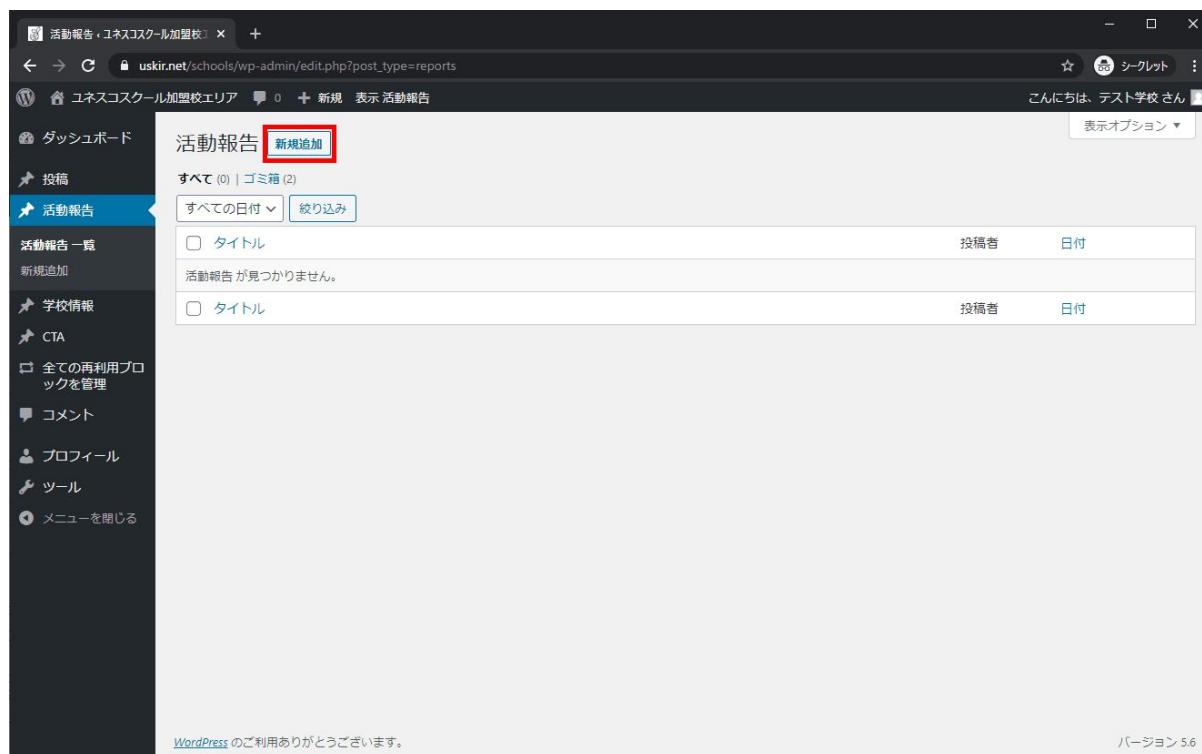 活動報告 ‹ ユネスコスクール加盟校
uskir.net/schools/wp-admin/edit.php?post_type=reports
シークレット
ユネスコスクール加盟校エリア 0 新規 表示 活動報告
こんにちは、テスト学校 さん
ダッシュボード
投稿
活動報告
活動報告 一覧
新規追加
学校情報
CTA
全ての再利用ブロ
ックを管理
コメント
プロフィール
ツール
メニューを閉じる
表示オプション
活動報告 新規追加
すべて (0) | ゴミ箱 (2)
すべての日付 絞り込み
タイトル 投稿者 日付
活動報告 が見つかりません。
タイトル 投稿者 日付
WordPress のご利用ありがとうございます。
バージョン 5.6